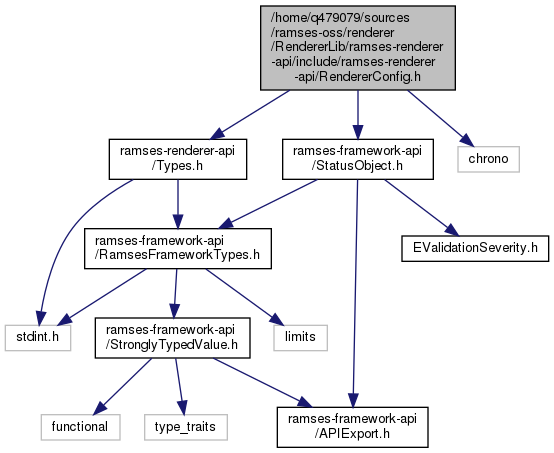 /home/q479079/sources
/ramses-oss/renderer
/RendererLib/ramses-renderer
-api/include/ramses-renderer
-api/RendererConfig.h
ramses-renderer-api
/Types.h
ramses-framework-api
/StatusObject.h
chrono
ramses-framework-api
/RamsesFrameworkTypes.h
EValidationSeverity.h
stdint.h
ramses-framework-api
/StronglyTypedValue.h
limits
functional
type_traits
ramses-framework-api
/APIExport.h